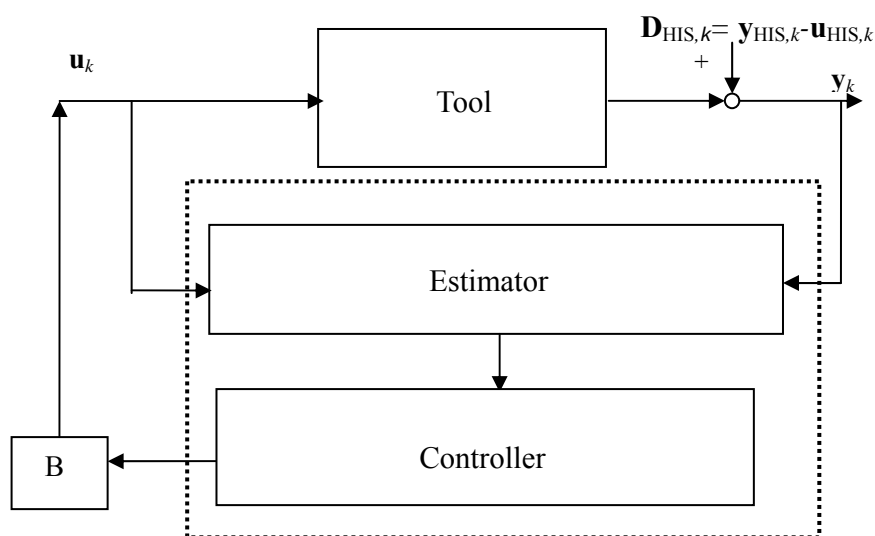 D_HIS,k= y_HIS,k-u_HIS,k
u_k
+
Tool
y_k
Estimator
B
Controller